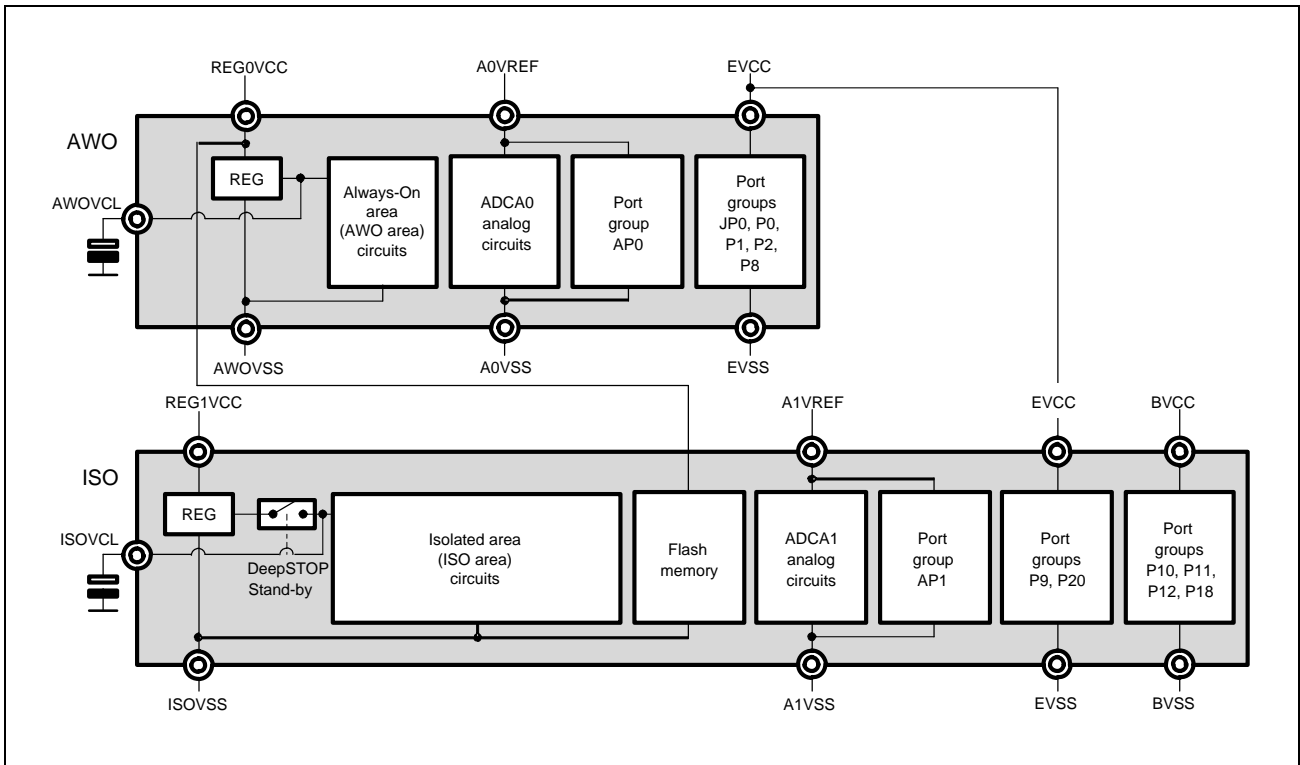 REG0VCC
A0VREF
EVCC
AWO
REG
AWOVCL
Always-On
area
(AWO area)
circuits
ADCA0
analog
circuits
Port
group
AP0
Port
groups
JP0, P0,
P1, P2,
P8
AWOVSS
A0VSS
EVSS
REG1VCC
A1VREF
EVCC
BVCC
ISO
REG
ISOVCL
DeepSTOP
Stand-by
Isolated area
(ISO area)
circuits
Flash
memory
ADCA1
analog
circuits
Port
group
AP1
Port
groups
P9, P20
Port
groups
P10, P11,
P12, P18
ISOVSS
A1VSS
EVSS
BVSS